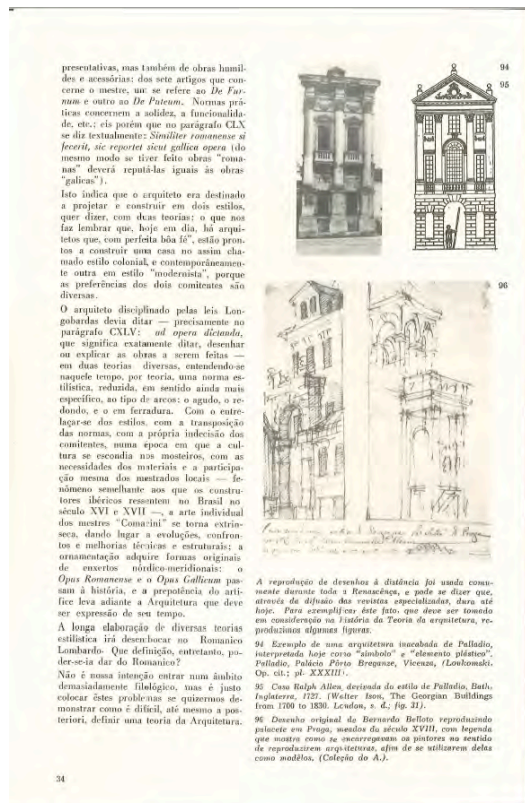 presentativas, mas também de obras humil-
des e acessórias: dos sete artigos que con-
cerne o mestre, um se refere ao De Fur-
num e outro ao De Puteum. Normas prá-
ticas concernem a solidez, a funcionalida-
de, etc.; eis porém que no parágrafo CLX
se diz textualmente: Similiter romanense si
fecerit, sic reportet sicut gallica opera (do
mesmo modo se tiver feito obras "roma-
nas" deverá reputá-las iguais às obras
"galicas").
Isto indica que o arquiteto era destinado
a projetar e construir em dois estilos,
quer dizer, com duas teorias: o que nos
faz lembrar que, hoje em dia, há arqui-
tetos que, com perfeita bôa fé", estão pron-
tos a construir uma casa no assim cha-
mado estilo colonial, e contemporâneamen-
te outra em estilo "modernista", porque
as preferências dos dois comitentes são
diversas.
O arquiteto disciplinado pelas leis Lon-
gobardas devia ditar — precisamente no
parágrafo CXLV: ad opera dictanda,
que significa exatamente ditar, desenhar
ou explicar as obras a serem feitas —
em duas teorias diversas, entendendo-se
naquele tempo, por teoria, uma norma es-
tilística, reduzida, em sentido ainda mais
específico, ao tipo de arcos: o agudo, o re-
dondo, e o em ferradura. Com o entre-
laçar-se dos estilos, com a transposição
das normas, com a própria indecisão dos
comitentes, numa época em que a cul-
tura se escondia nos mosteiros, com as
necessidades dos materiais e a participa-
ção mesma dos mestrados locais — fe-
nômeno semelhante aos que os constru-
tores ibéricos ressentem no Brasil no
século XVI e XVII —, a arte individual
dos mestres "Comacini" se torna extrín-
seca, dando lugar a evoluções, confron-
tos e melhorias técnicas e estruturais; a
ornamentação adquire formas originais
de enxertos nórdico-meridionais: o
Opus Romanense e o Opus Gallicum pas-
sam à história, e a prepotência do artí-
fice leva adiante a Arquitetura que deve
ser expressão de seu tempo.
A longa elaboração de diversas teorias
estilística irá desembocar no Romanico
Lombardo. Que definição, entretanto, po-
der-se-ia dar do Romanico?
Não é nossa intenção entrar num âmbito
demasiadamente filológico, mas é justo
colocar êstes problemas se quizermos de-
monstrar como é difícil, até mesmo a pos-
teriori, definir uma teoria da Arquitetura.
34
94
95
96
A reprodução de desenhos à distância foi usada comu-
mente durante toda a Renascença, e pode se dizer que,
através da difusão das revistas especializadas, dura até
hoje. Para exemplificar êste fato, que deve ser tomado
em consideração na história da Teoria da arquitetura, re-
produzimos algumas figuras.
94 Exemplo de uma arquitetura inacabada de Palladio,
interpretada hoje como "símbolo" e "elemento plástico".
Palladio, Palácio Pôrto Breganze, Vicenza, (Loukomski.
Op. cit.; pl. XXXIII).
95 Casa Ralph Allen, derivada do estilo de Palladio, Bath,
Inglaterra, 1727. (Walter Ison, The Georgian Buildings
from 1700 to 1830. London, s. d.; fig. 21).
96 Desenho original do Bernardo Belloto reproduzindo
palacete em Praga, meados do século XVIII, com legenda
que mostra como se encarregavam os pintores no sentido
de reproduzirem arquiteturas, afim de se utilizarem delas
como modêlos. (Coleção do A.).